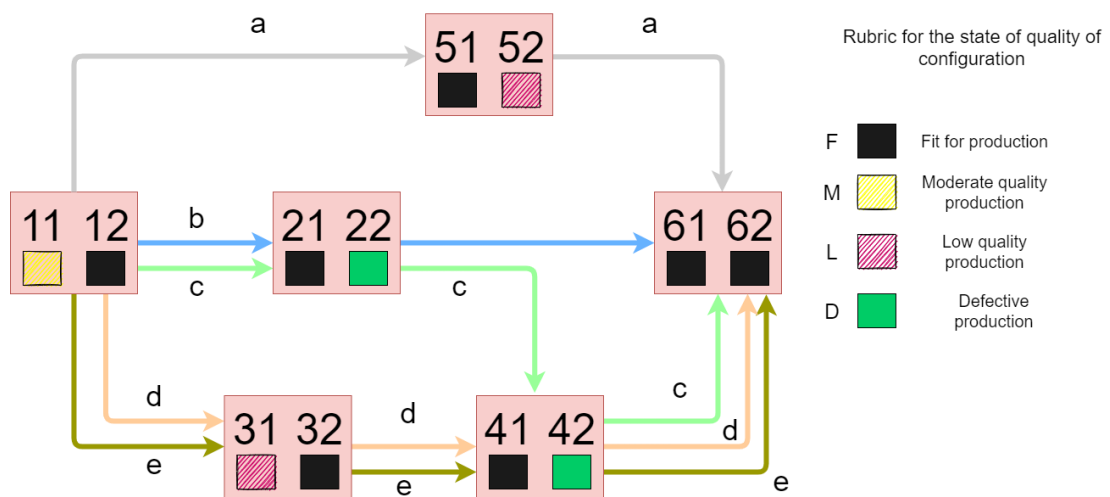 a
a
51 52
Rubric for the state of quality of
configuration
F
Fit for production
M
Moderate quality
production
L
Low quality
production
D
Defective
production
11 12
b
c
21 22
c
61 62
d
e
31 32
d
e
41 42
c
d
e